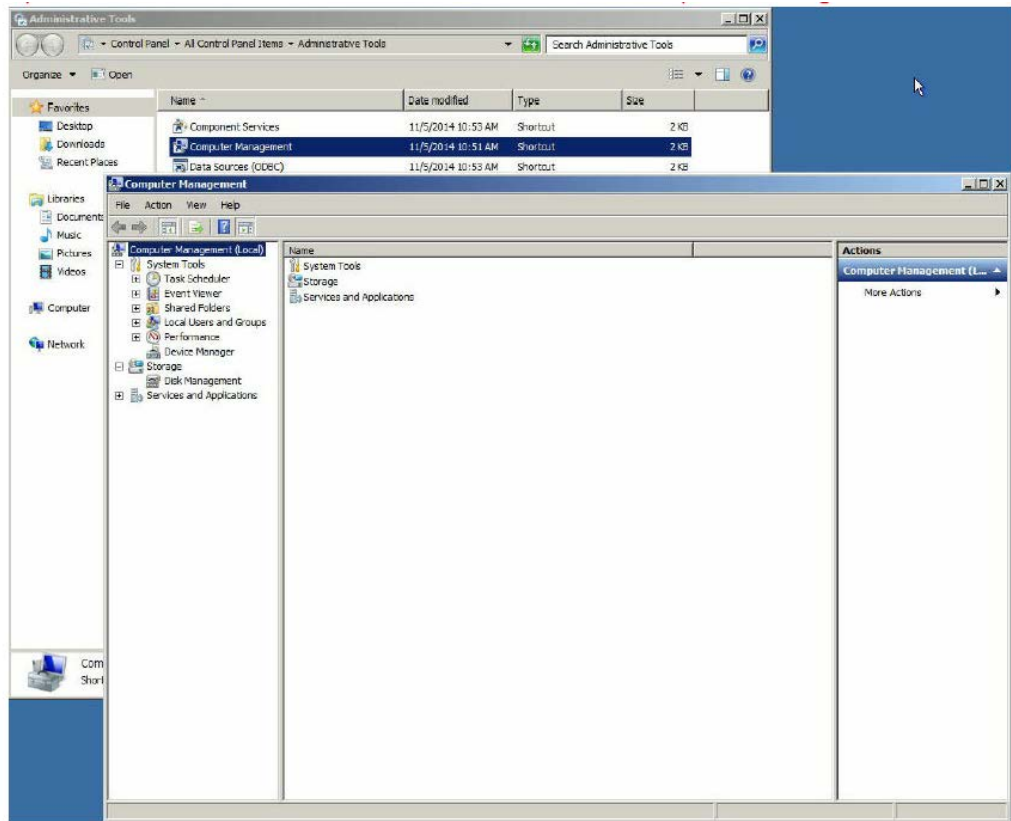 Administrative Tools
Control Panel All Control Panel Items Administrative Tools Search Administrative Tools
Organize Open
Name Date modified Type Size
Favorites
Desktop
Downloads
Recent Places
Component Services 11/5/2014 10:53 AM Shortcut 2 KB
Computer Management 11/5/2014 10:51 AM Shortcut 2 KB
Data Sources (ODBC) 11/5/2014 10:53 AM Shortcut 2 KB
Libraries
Documents
Music
Pictures
Videos
Computer
Network
Com
Shor
Computer Management
File Action View Help
Computer Management (Local)
System Tools
Task Scheduler
Event Viewer
Shared Folders
Local Users and Groups
Performance
Device Manager
Storage
Disk Management
Services and Applications
Name
System Tools
Storage
Services and Applications
Actions
Computer Management (L...
More Actions